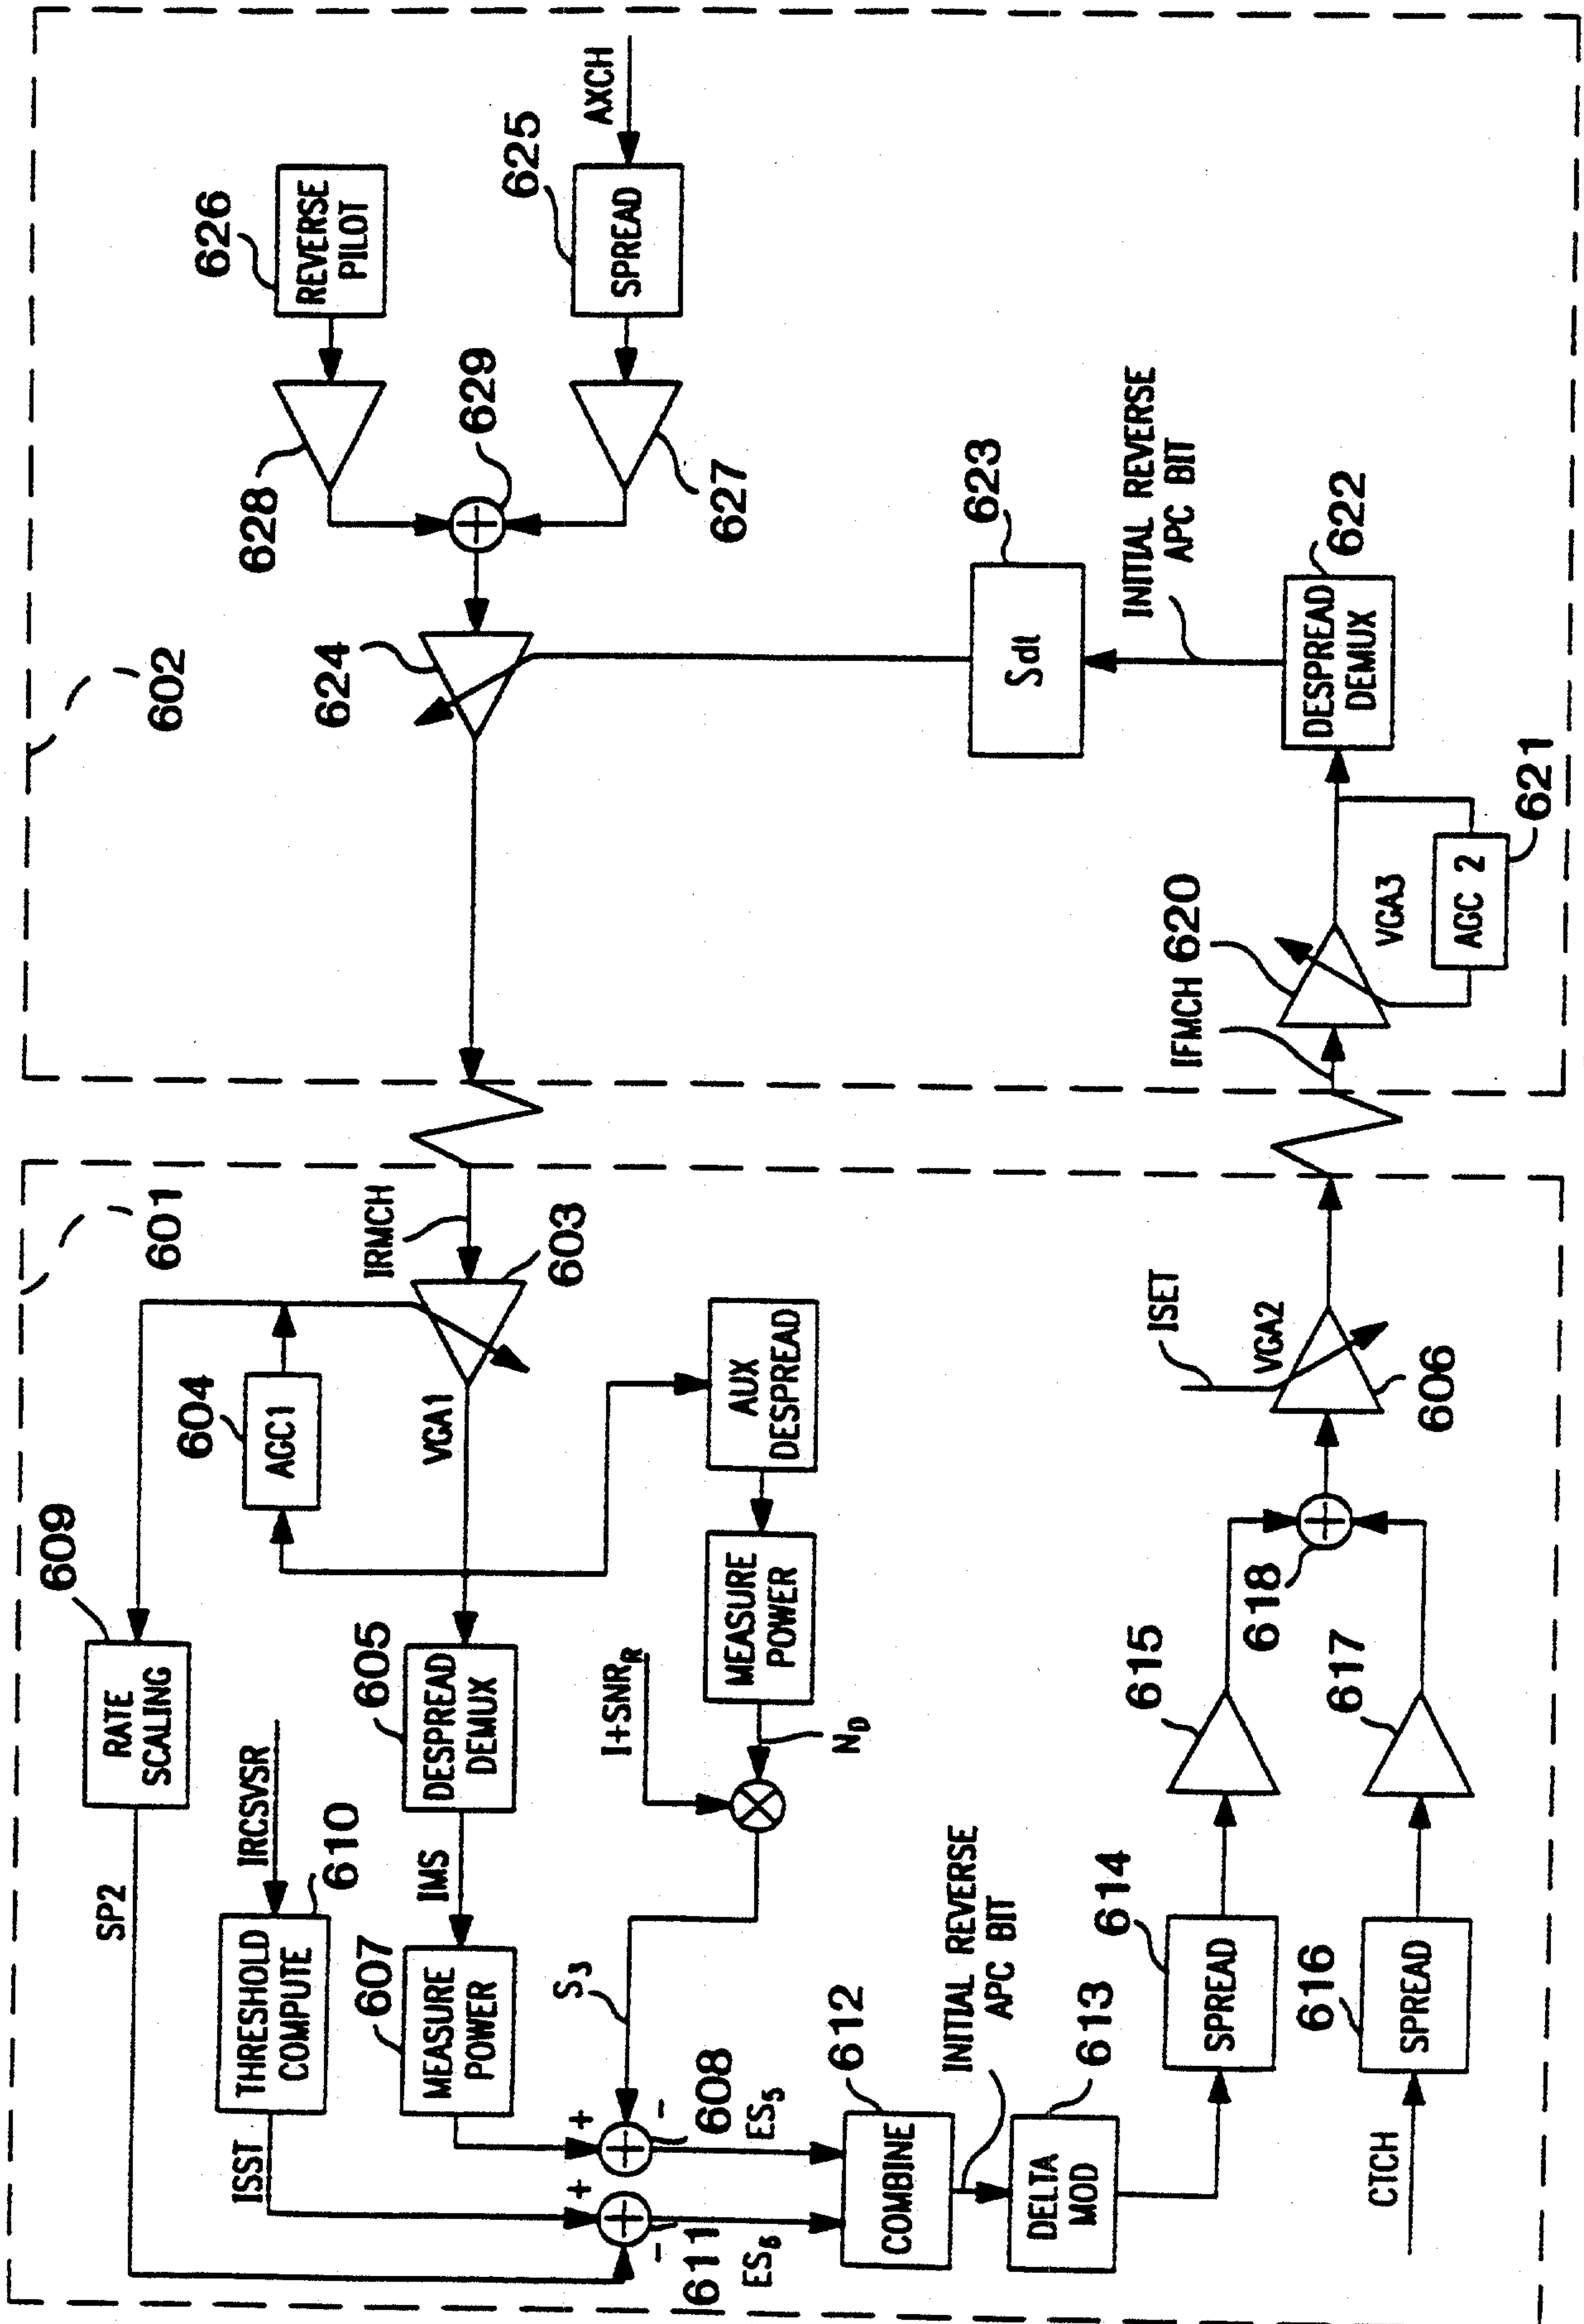 602
626
REVERSE
PILOT
AXCH
625
SPREAD
628
629
627
624
623
Sdt
INITIAL REVERSE
APC BIT
622
DESPREAD
DEMUX
IFMCH
620
VGA3
AGC 2
621
601
IRMCH
603
604
AGC1
VGA1
609
RATE
SCALING
SP2
IRCSVSR
610
THRESHOLD
COMPUTE
ISST
605
DESPREAD
DEMUX
IMS
607
MEASURE
POWER
AUX
DESPREAD
MEASURE
POWER
I+SNRR
ND
S3
+
-
608
ES5
+
-
611
ES6
612
COMBINE
INITIAL REVERSE
APC BIT
613
DELTA
MOD
614
SPREAD
615
616
SPREAD
617
CTCH
618
ISET
VGA2
606